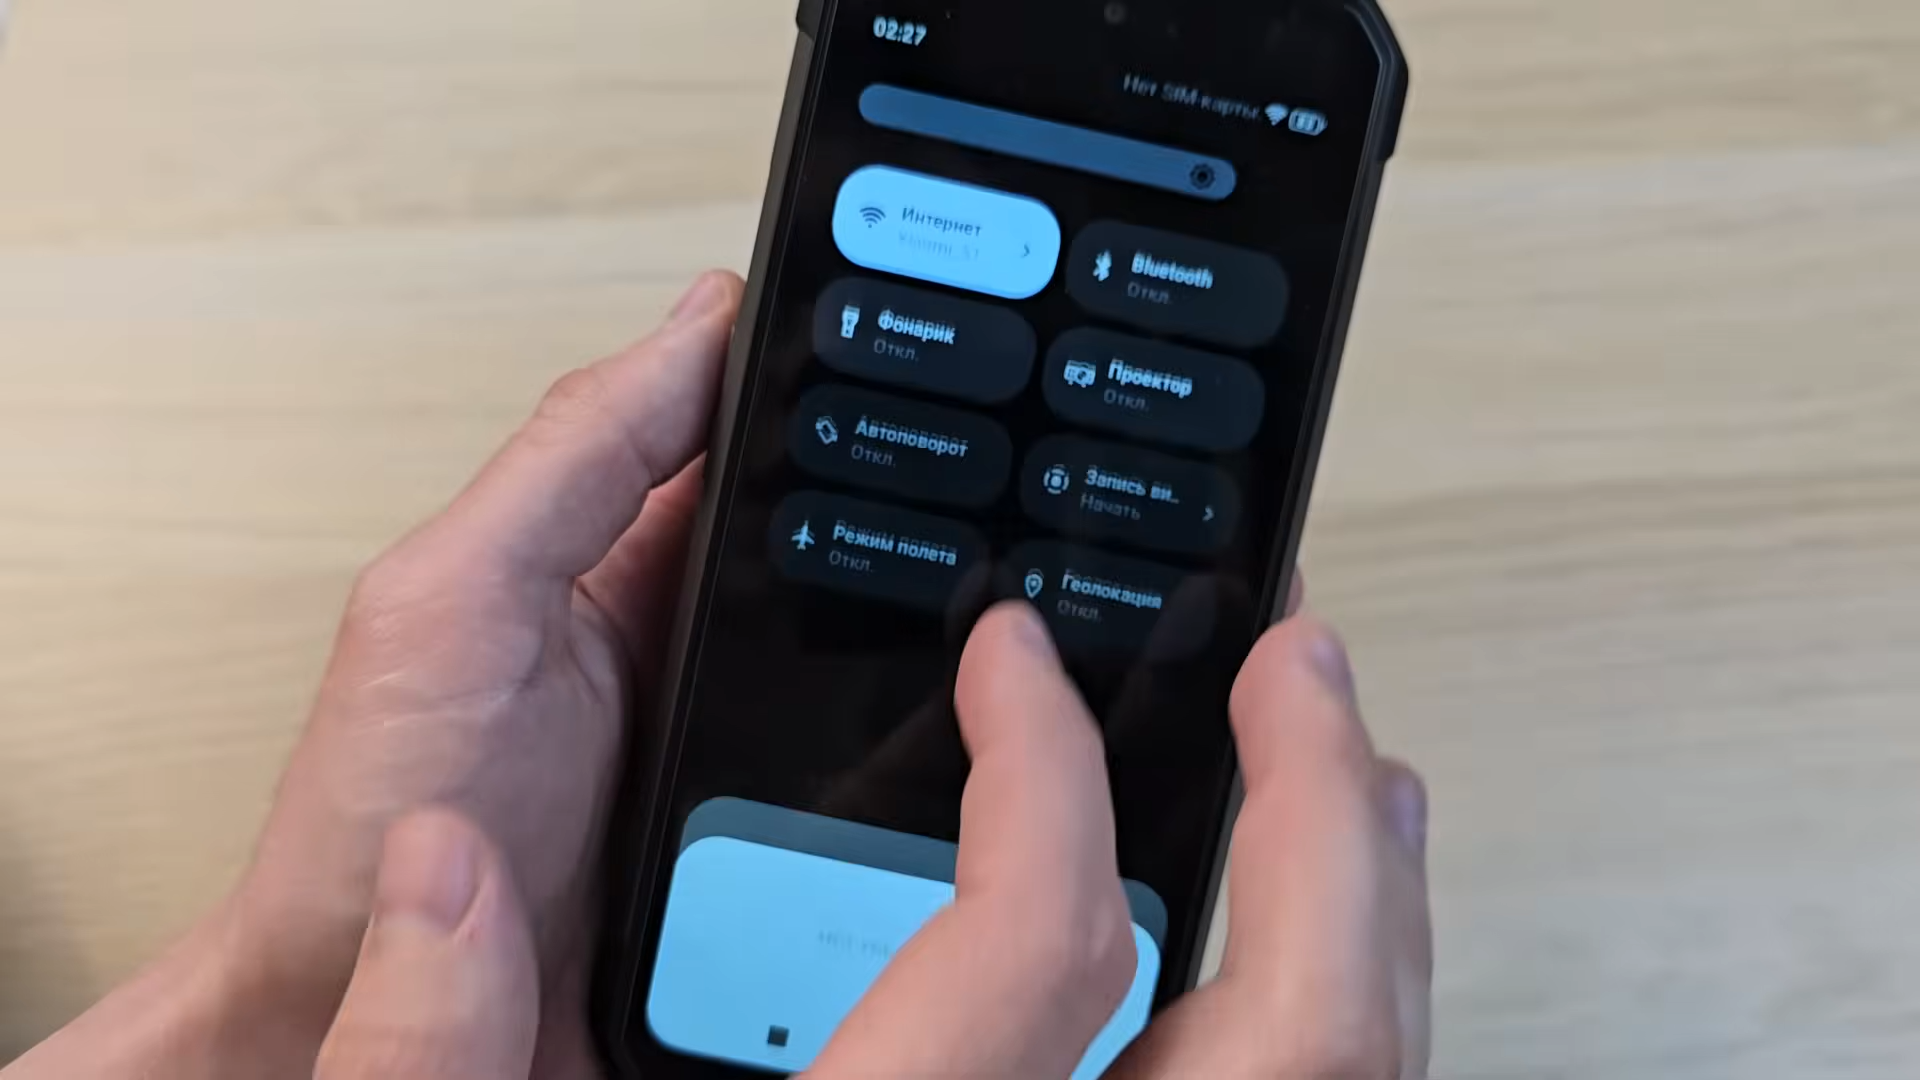 02:27
Нет SIM-карты
Интернет
Bluetooth
Откл.
Фонарик
Откл.
Проектор
Откл.
Автоповорот
Откл.
Запись ви...
Начать
Режим полета
Откл.
Геолокация
Откл.